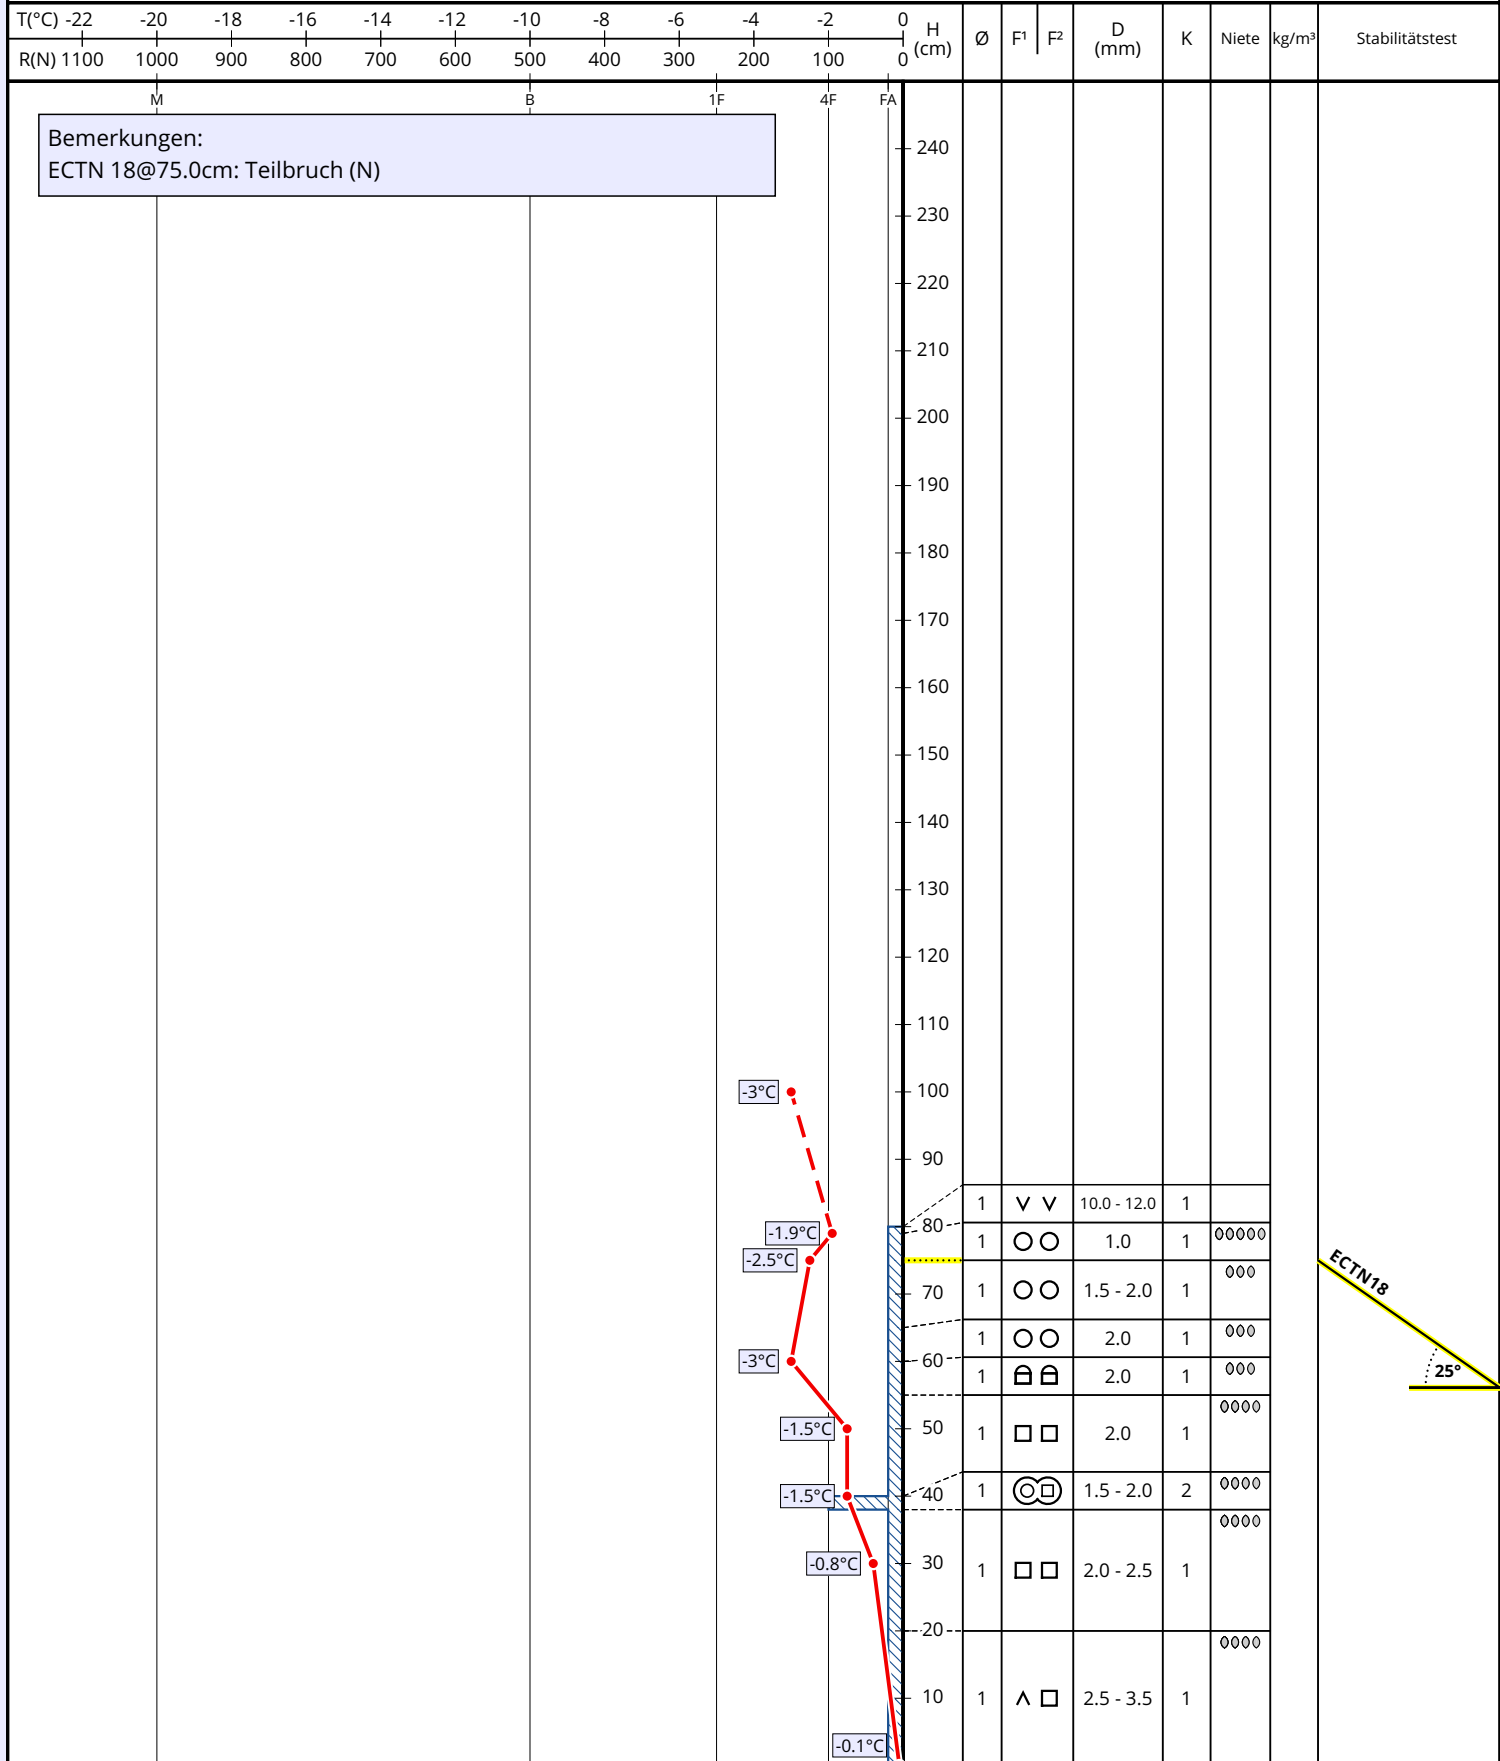 T(°C) -22 -20 -18 -16 -14 -12 -10 -8 -6 -4 -2 0
R(N) 1100 1000 900 800 700 600 500 400 300 200 100 0
H (cm) Ø F¹ F² D (mm) K Niete kg/m³ Stabilitätstest
M B 1F 4F FA
Bemerkungen:
ECTN 18@75.0cm: Teilbruch (N)
240
230
220
210
200
190
180
170
160
150
140
130
120
110
-3°C 100
90
1 10.0 - 12.0 1
80
-1.9°C 1 1.0 1
-2.5°C
ECTN18
70 1 1.5 - 2.0 1
1 2.0 1
-3°C 60
1 2.0 1
25°
-1.5°C 50 1 2.0 1
-1.5°C 40 1 1.5 - 2.0 2
-0.8°C 30 1 2.0 - 2.5 1
20
10 1 2.5 - 3.5 1
-0.1°C